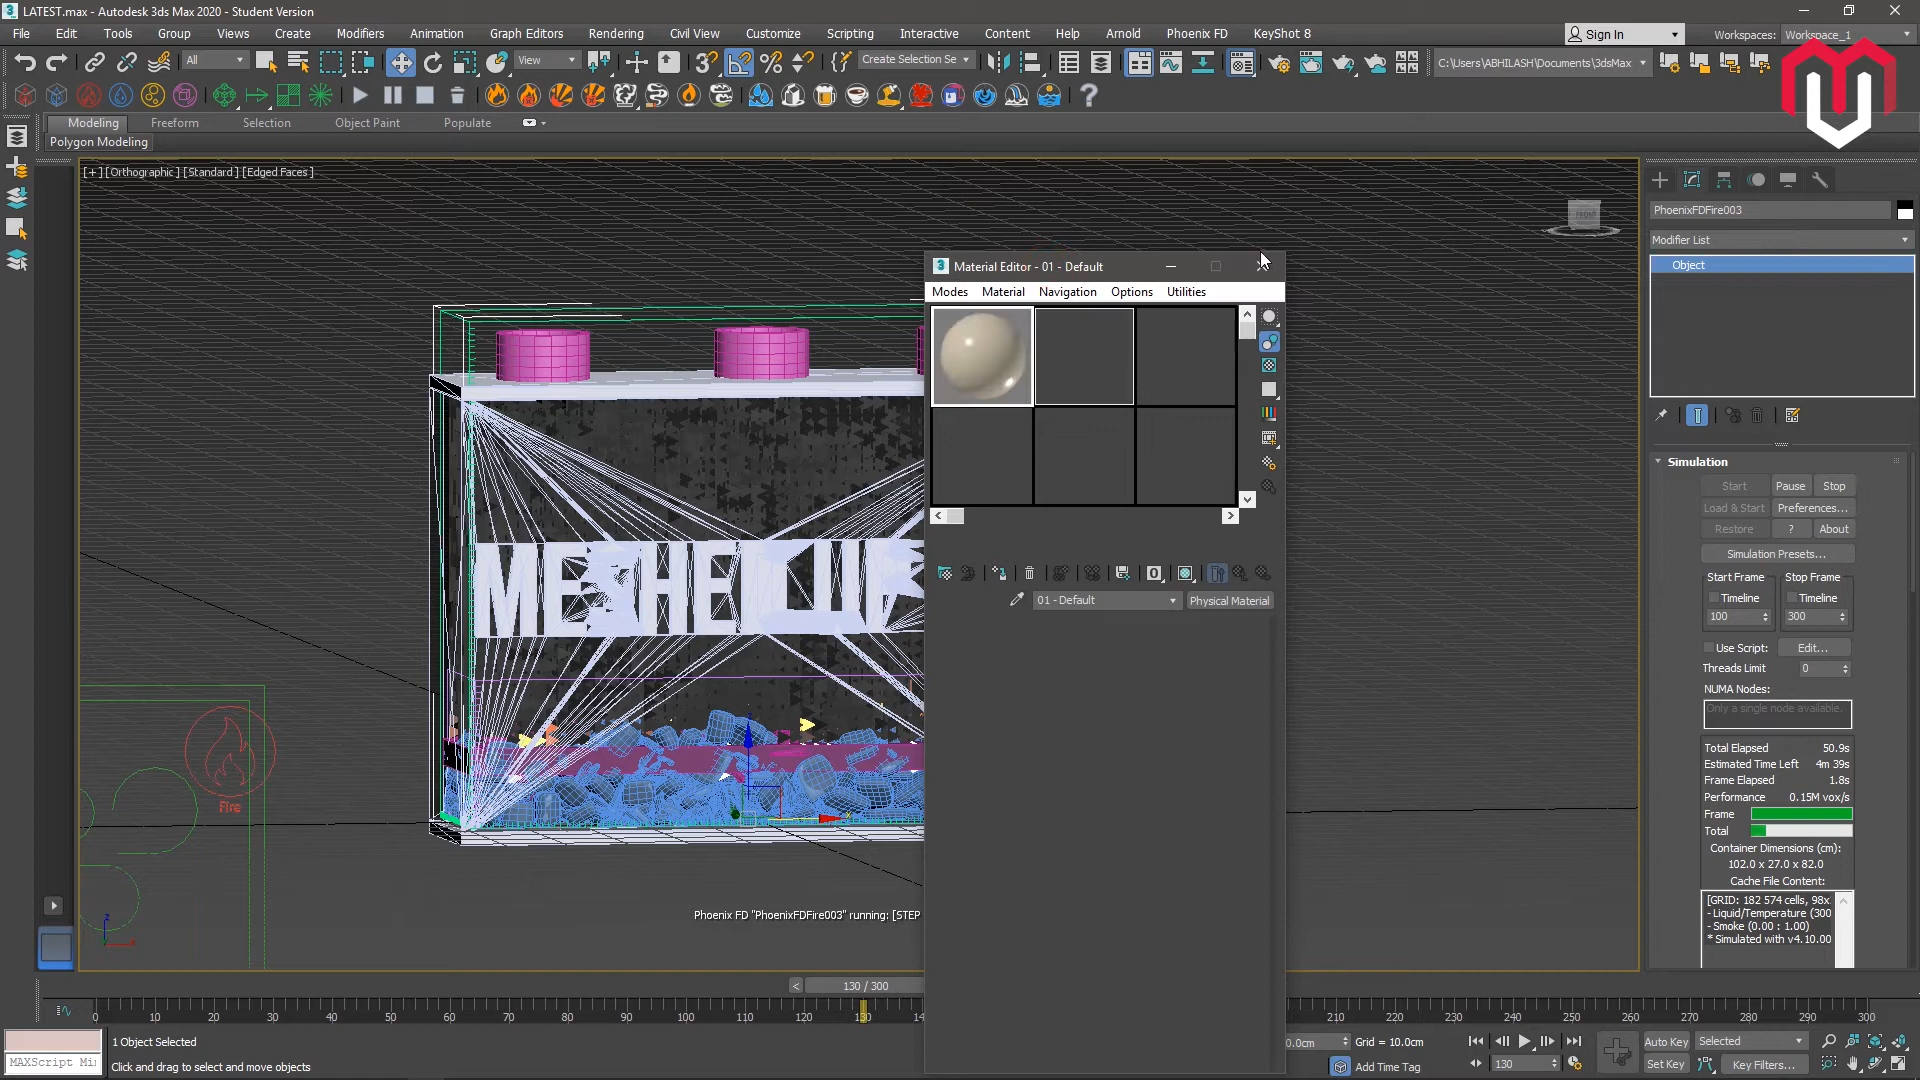 LATEST.max - Autodesk 3ds Max 2020 - Student Version
File Edit Tools Group Views Create Modifiers Animation Graph Editors Rendering Civil View Customize Scripting Interactive Content Help Arnold Phoenix FD KeyShot 8
Sign In
Workspaces: Workspace_1
All
View
Create Selection Se
C:\Users\ABHILASH\Documents\3dsMax
Modeling Freeform Selection Object Paint Populate
Polygon Modeling
[+] [Orthographic] [Standard] [Edged Faces]
FRONT
PhoenixFDFire003
Modifier List
Object
Material Editor - 01 - Default
Modes Material Navigation Options Utilities
01 - Default
Physical Material
Simulation
Start Pause Stop
Load & Start Preferences...
Restore ? About
Simulation Presets...
Start Frame Stop Frame
Timeline Timeline
100 300
Use Script: Edit...
Threads Limit 0
NUMA Nodes:
Only a single node available.
Total Elapsed 50.9s
Estimated Time Left 4m 39s
Frame Elapsed 1.8s
Performance 0.15M vox/s
Frame
Total
Container Dimensions (cm):
102.0 x 27.0 x 82.0
Cache File Content:
[GRID: 182 574 cells, 98x
- Liquid/Temperature (300
- Smoke (0.00 : 1.00)
* Simulated with v4.10.00
Fire
z
x
Phoenix FD "PhoenixFDFire003" running: [STEP
< 130 / 300
0 10 20 30 40 50 60 70 80 90 100 110 120 130 14 210 220 230 240 250 260 270 280 290 300
1 Object Selected
MAXScript Mi
Click and drag to select and move objects
0.0cm
Grid = 10.0cm
Add Time Tag
130
Auto Key Selected
Set Key Key Filters...